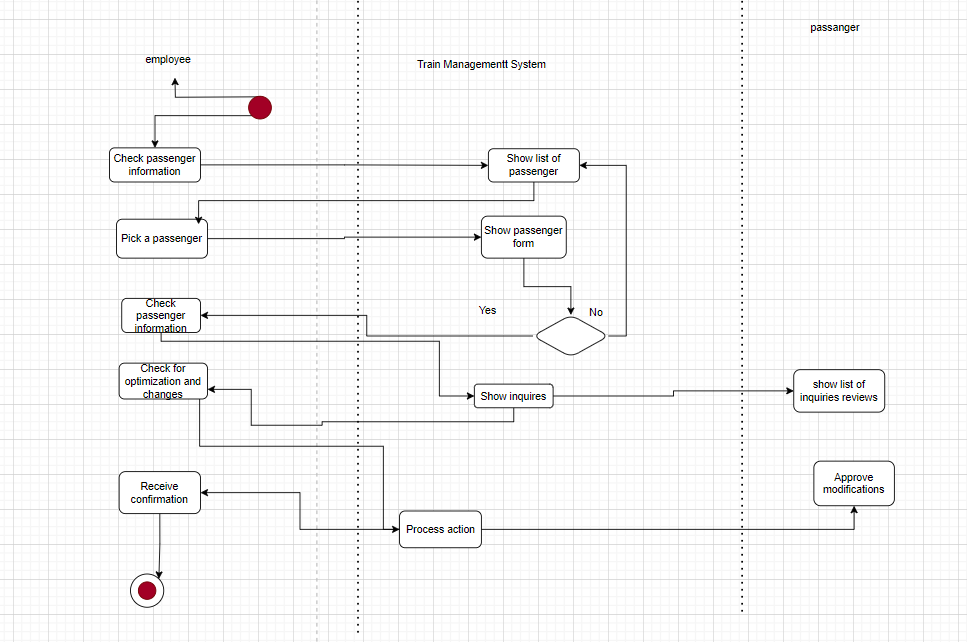 passanger
employee
Train Managementt System
Check passenger
information
Show list of
passenger
Pick a passenger
Show passenger
form
Check
passenger
information
Yes
No
Check for
optimization and
changes
Show inquires
show list of
inquiries reviews
Receive
confirmation
Approve
modifications
Process action